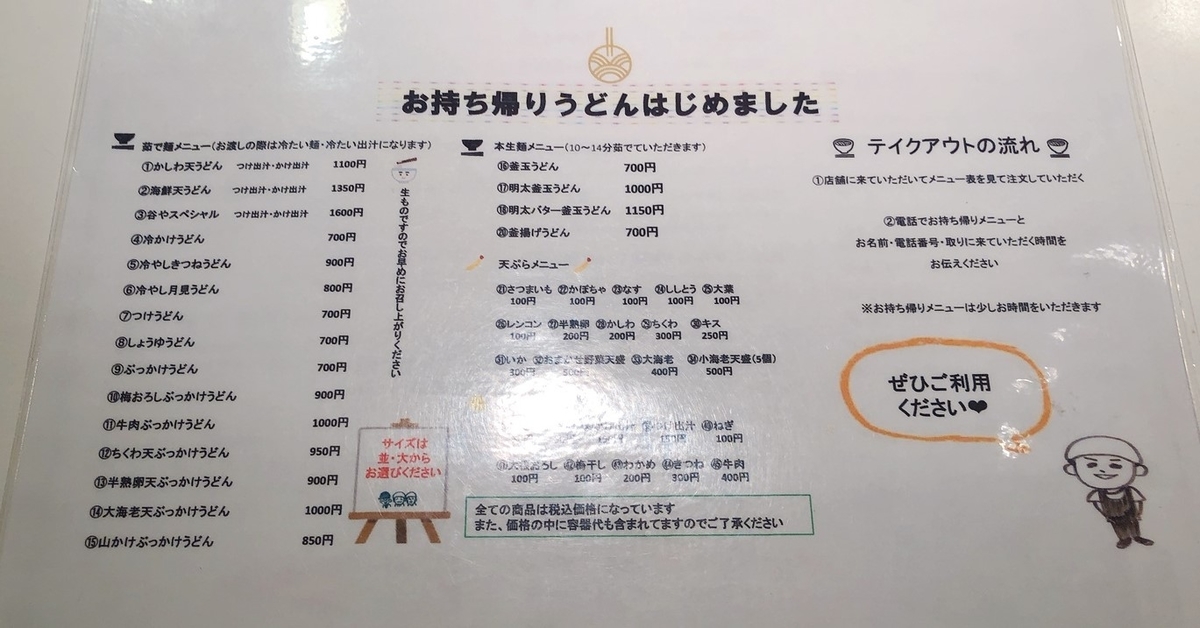 お持ち帰りうどんはじめました
茹で麺メニュー(お渡しの際は冷たい麺・冷たい出汁になります)
①かしわ天うどん つけ出汁・かけ出汁 1100円
②海鮮天うどん つけ出汁・かけ出汁 1350円
③谷やスペシャル つけ出汁・かけ出汁 1600円
④冷かけうどん 700円
⑤冷やしきつねうどん 900円
⑥冷やし月見うどん 800円
⑦つけうどん 700円
⑧しょうゆうどん 700円
⑨ぶっかけうどん 700円
⑩梅おろしぶっかけうどん 900円
⑪牛肉ぶっかけうどん 1000円
⑫ちくわ天ぶっかけうどん 950円
⑬半熟卵天ぶっかけうどん 900円
⑭大海老天ぶっかけうどん 1000円
⑮山かけぶっかけうどん 850円
生ものですのでお早めにお召し上がりください
サイズは
並・大から
お選びください
本生麺メニュー(10~14分茹でていただきます)
⑯釜玉うどん 700円
⑰明太釜玉うどん 1000円
⑱明太バター釜玉うどん 1150円
⑳釜揚げうどん 700円
天ぷらメニュー
㉑さつまいも ㉒かぼちゃ ㉓なす ㉔ししとう ㉕大葉
100円 100円 100円 100円 100円
㉖レンコン ㉗半熟卵 ㉘かしわ ㉙ちくわ ㉚キス
100円 200円 200円 300円 250円
㉛いか ㉜おまかせ野菜天盛 ㉝大海老 ㉞小海老天盛(5個)
300円 400円 500円
け出汁 ㊵ねぎ
100円
大根おろし ㊷梅干し ㊸わかめ ㊹きつね ㊺牛肉
100円 100円 200円 300円 400円
全ての商品は税込価格になっています
また、価格の中に容器代も含まれてますのでご了承ください
テイクアウトの流れ
①店舗に来ていただいてメニュー表を見て注文していただく
②電話でお持ち帰りメニューと
お名前・電話番号・取りに来ていただく時間を
お伝えください
※お持ち帰りメニューは少しお時間をいただきます
ぜひご利用
ください❤